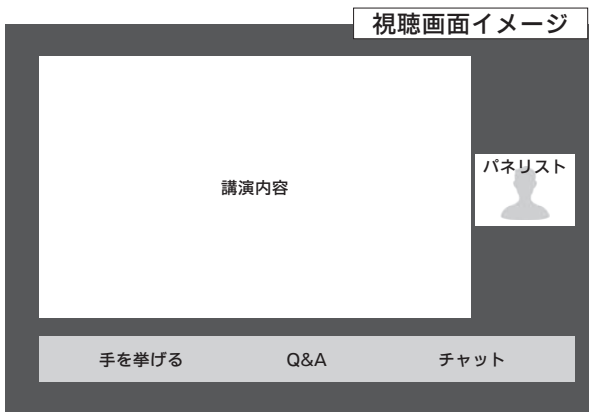 視聴画面イメージ
講演内容
パネリスト
手を挙げる
Q&A
チャット